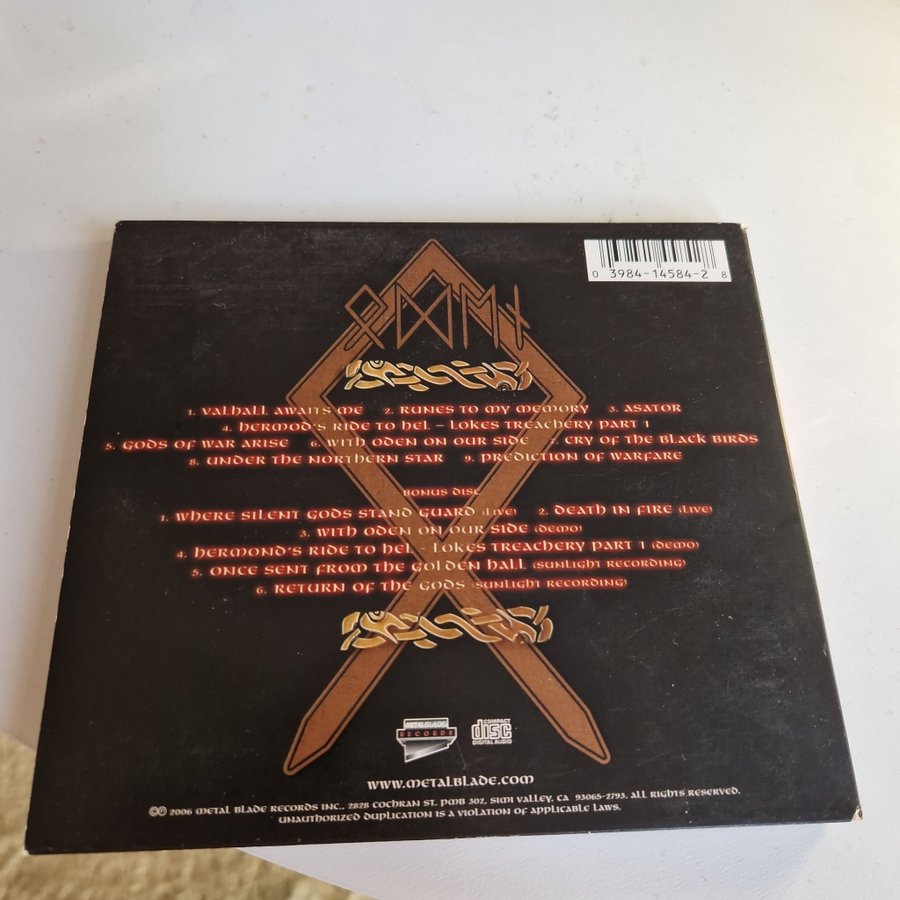 ᛟᛞEᚾ
0 3984-14584-2 8
1. VALHALL AWAITS ME 2. RUNES TO MY MEMORY 3. ASATOR
4. HERMOD'S RIDE TO HEL – LOKES TREACHERY PART 1
5. GODS OF WAR ARISE WITH ODEN ON OUR SIDE 7. CRY OF THE BLACK BIRDS
8. UNDER THE NORTHERN STAR 9. PREDICTION OF WARFARE
BONUS DISC
1. WHERE SILENT GODS STAND GUARD (LIVE) 2. DEATH IN FIRE (LIVE)
3. WITH ODEN ON OUR SIDE (DEMO)
4. HERMOND'S RIDE TO HEL - LOKES TREACHERY PART 1 (DEMO)
5. ONCE SENT FROM THE GOLDEN HALL (SUNLIGHT RECORDING)
6. RETURN OF THE GODS (SUNLIGHT RECORDING)
METAL BLADE
RECORDS
COMPACT
disc
DIGITAL AUDIO
WWW.METALBLADE.COM
©℗ 2006 METAL BLADE RECORDS INC., 2828 COCHRAN ST. PMB 302, SIMI VALLEY, CA 93065-2793. ALL RIGHTS RESERVED.
UNAUTHORIZED DUPLICATION IS A VIOLATION OF APPLICABLE LAWS.